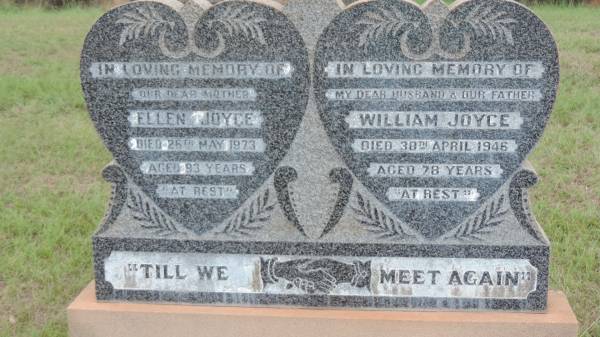 IN LOVING MEMORY OF
OUR DEAR MOTHER
ELLEN JOYCE
DIED 26TH MAY 1973
AGED 93 YEARS
"AT REST"
IN LOVING MEMORY OF
MY DEAR HUSBAND & OUR FATHER
WILLIAM JOYCE
DIED 30TH APRIL 1946
AGED 78 YEARS
"AT REST"
"TILL WE MEET AGAIN"